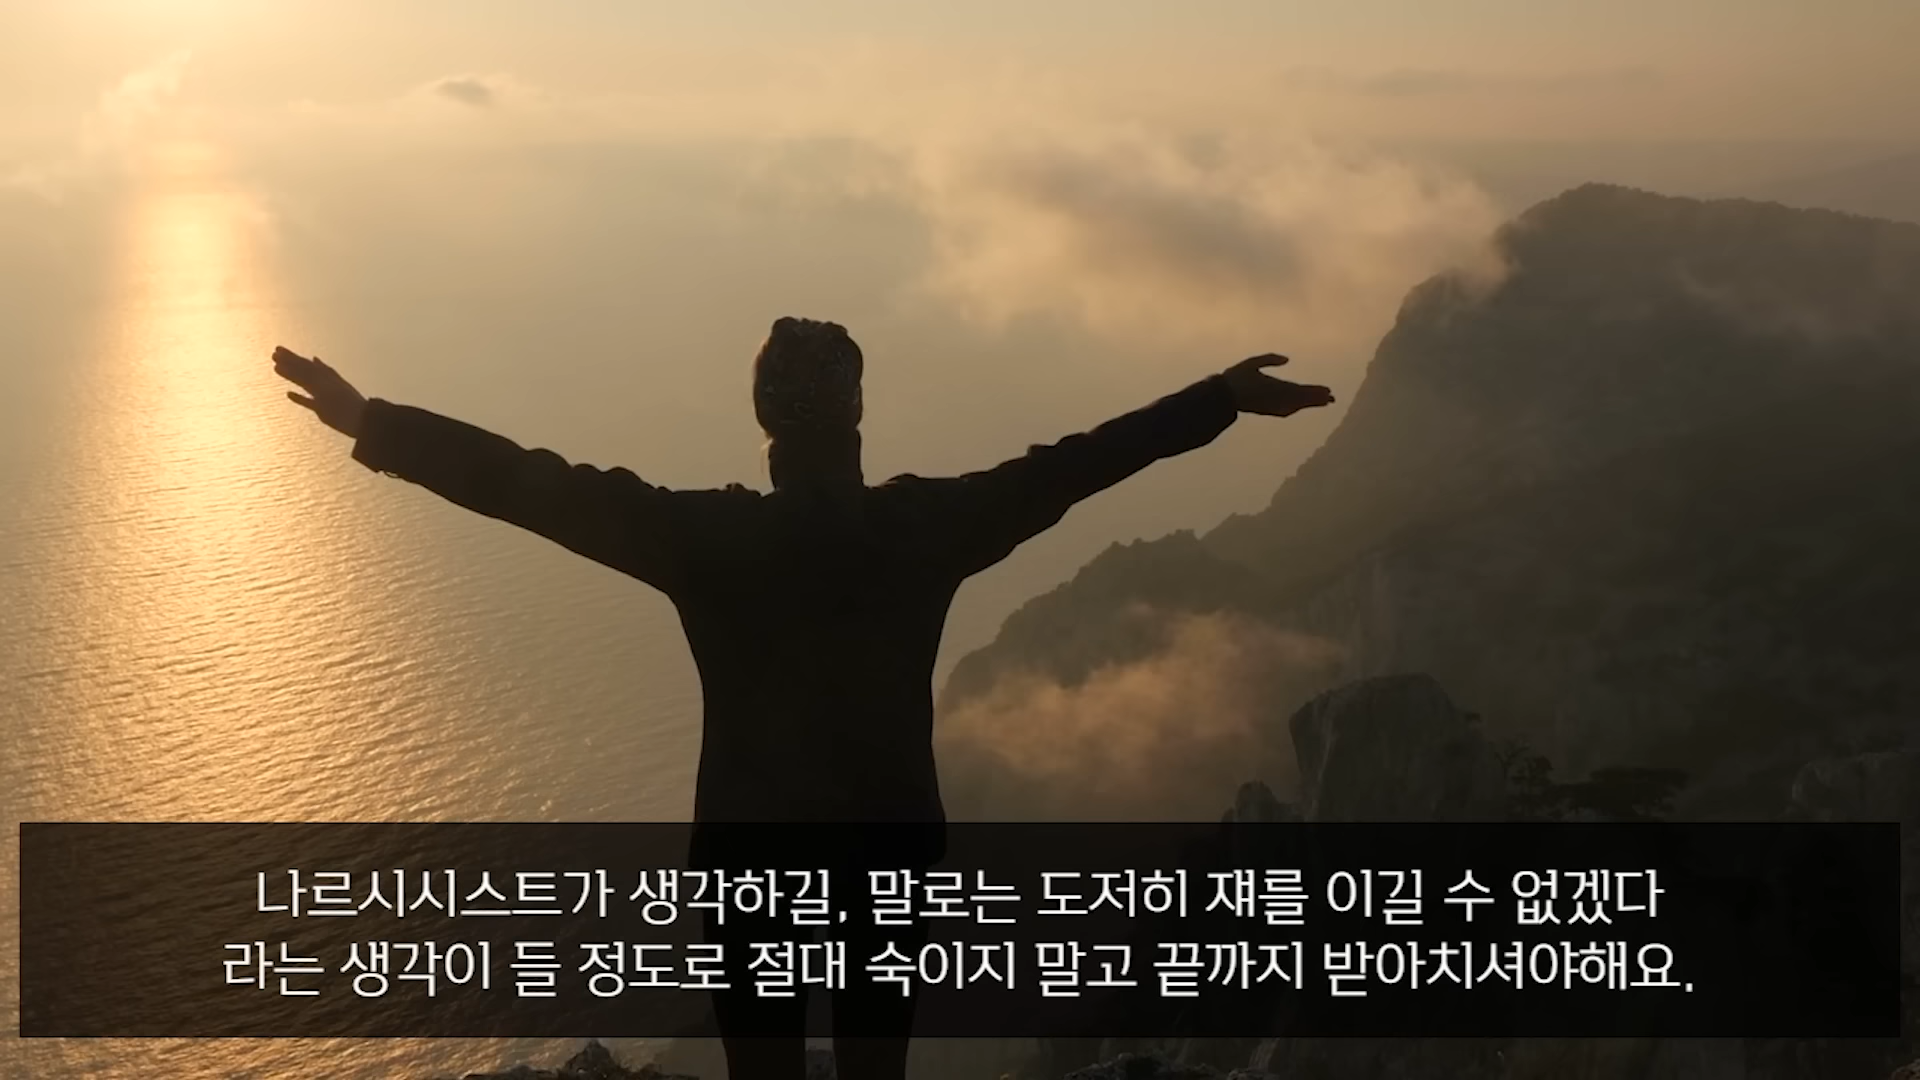 나르시시스트가 생각하길, 말로는 도저히 쟤를 이길 수 없겠다
라는 생각이 들 정도로 절대 숙이지 말고 끝까지 받아치셔야해요.